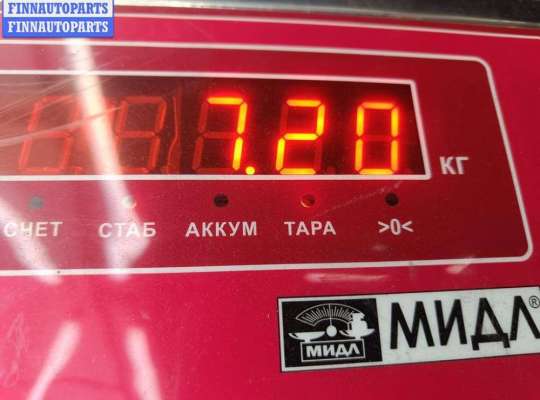 FINNAUTOPARTS
FINNAUTOPARTS
7.20
КГ
СЧЕТ СТАБ АККУМ ТАРА >0<
МИДЛ МИДЛ®